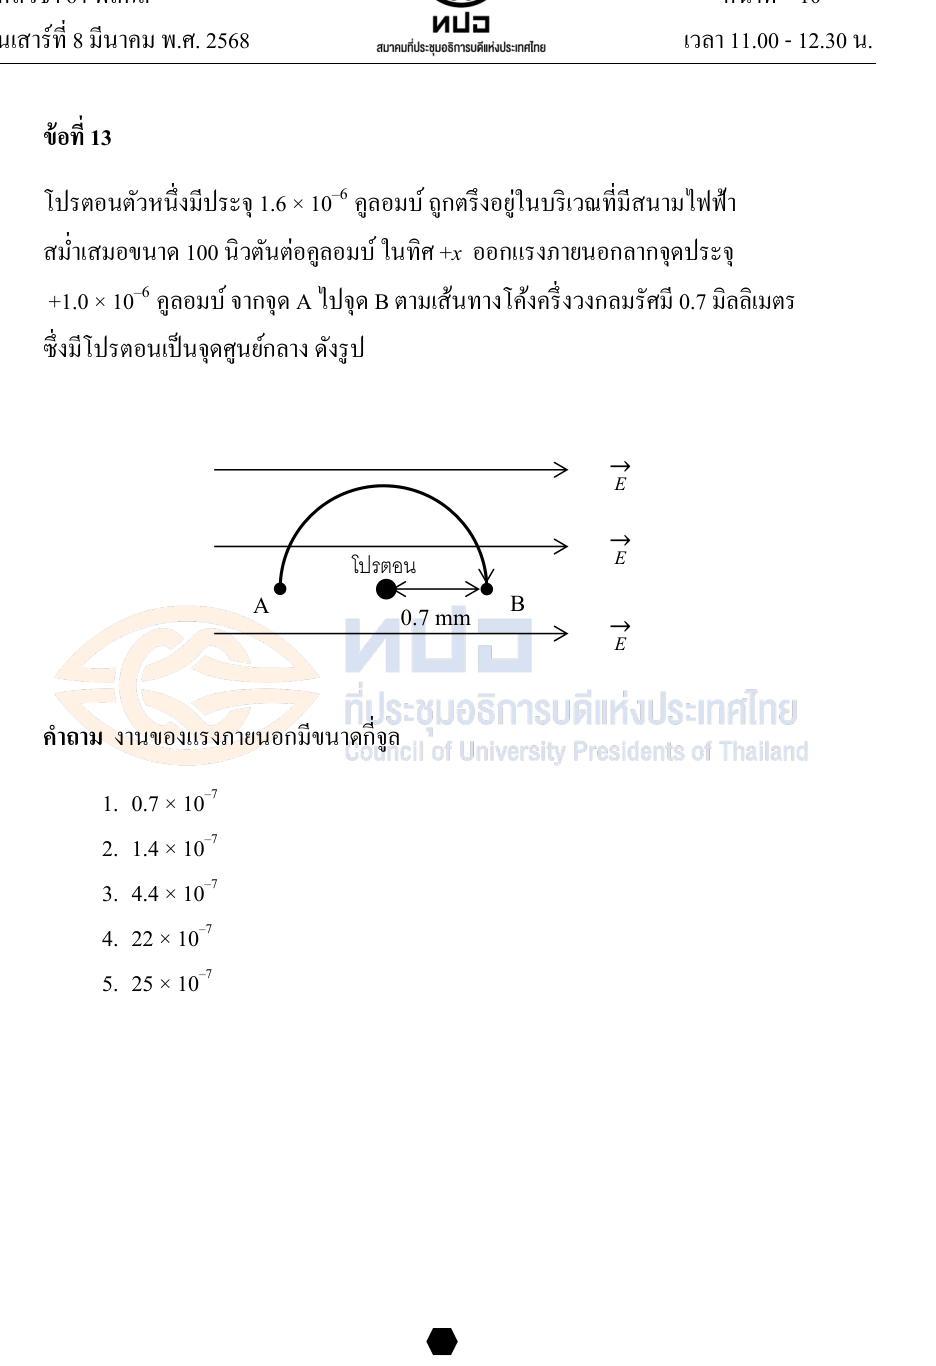 นเสาร์ที่ 8 มีนาคม พ.ศ. 2568
ทปอ
สมาคมที่ประชุมอธิการบดีแห่งประเทศไทย
เวลา 11.00 - 12.30 น.
ข้อที่ 13
โปรตอนตัวหนึ่งมีประจุ 1.6 × 10⁻⁶ คูลอมบ์ ถูกตรึงอยู่ในบริเวณที่มีสนามไฟฟ้า
สม่ำเสมอขนาด 100 นิวตันต่อคูลอมบ์ ในทิศ +x ออกแรงภายนอกลากจุดประจุ
+1.0 × 10⁻⁶ คูลอมบ์ จากจุด A ไปจุด B ตามเส้นทางโค้งครึ่งวงกลมรัศมี 0.7 มิลลิเมตร
ซึ่งมีโปรตอนเป็นจุดศูนย์กลาง ดังรูป
E
E
โปรตอน
A
B
0.7 mm
E
ทปอ
ที่ประชุมอธิการบดีแห่งประเทศไทย
Council of University Presidents of Thailand
คำถาม งานของแรงภายนอกมีขนาดกี่จูล
1. 0.7 × 10⁻⁷
2. 1.4 × 10⁻⁷
3. 4.4 × 10⁻⁷
4. 22 × 10⁻⁷
5. 25 × 10⁻⁷